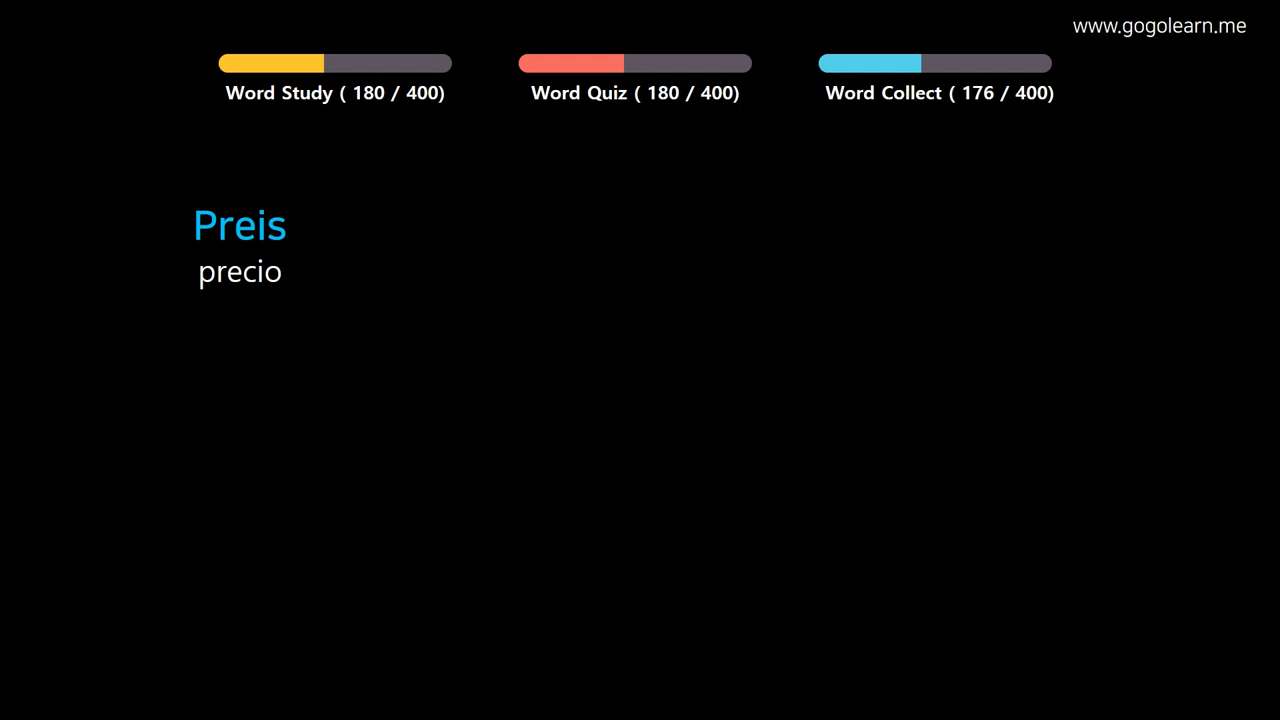 www.gogolearn.me
Word Study ( 180 / 400)
Word Quiz ( 180 / 400)
Word Collect ( 176 / 400)
Preis
precio